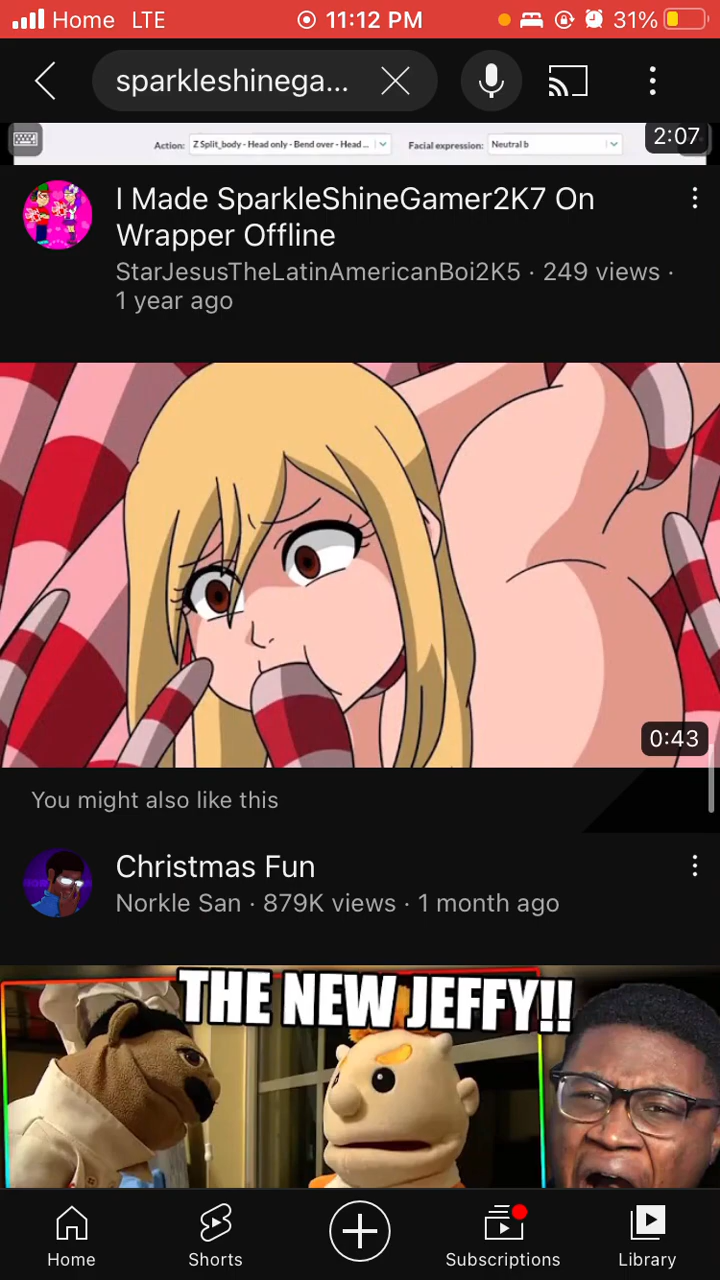 Home LTE 11:12 PM 31%
sparkleshinega...
Action: Z Split_body - Head only - Bend over - Head ... Facial expression: Neutral b
2:07
I Made SparkleShineGamer2K7 On
Wrapper Offline
StarJesusTheLatinAmericanBoi2K5 · 249 views ·
1 year ago
0:43
You might also like this
Christmas Fun
Norkle San · 879K views · 1 month ago
THE NEW JEFFY!!
Home Shorts Subscriptions Library